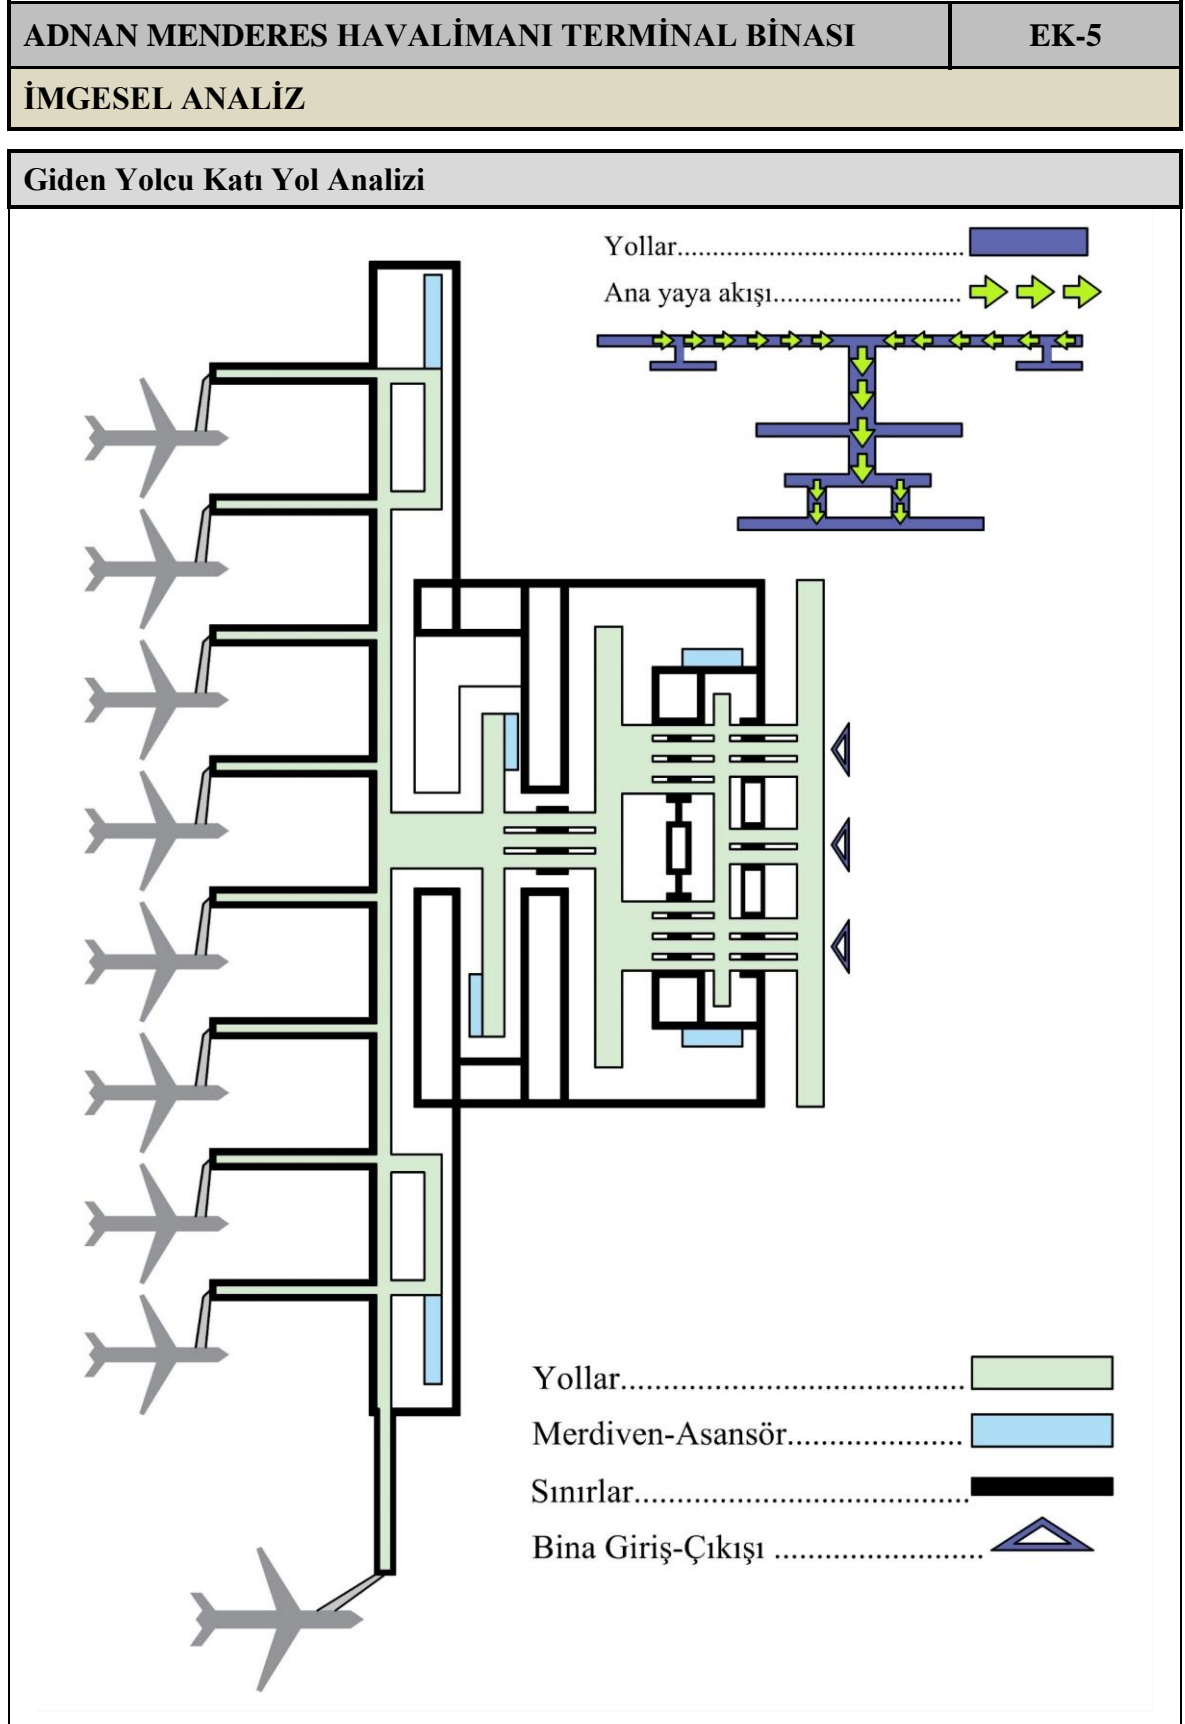 ADNAN MENDERES HAVALİMANI TERMİNAL BİNASI EK-5
İMGESEL ANALİZ
Giden Yolcu Katı Yol Analizi
Yollar........................................
Ana yaya akışı..........................
Yollar..........................................
Merdiven-Asansör.....................
Sınırlar.........................................
Bina Giriş-Çıkışı .........................